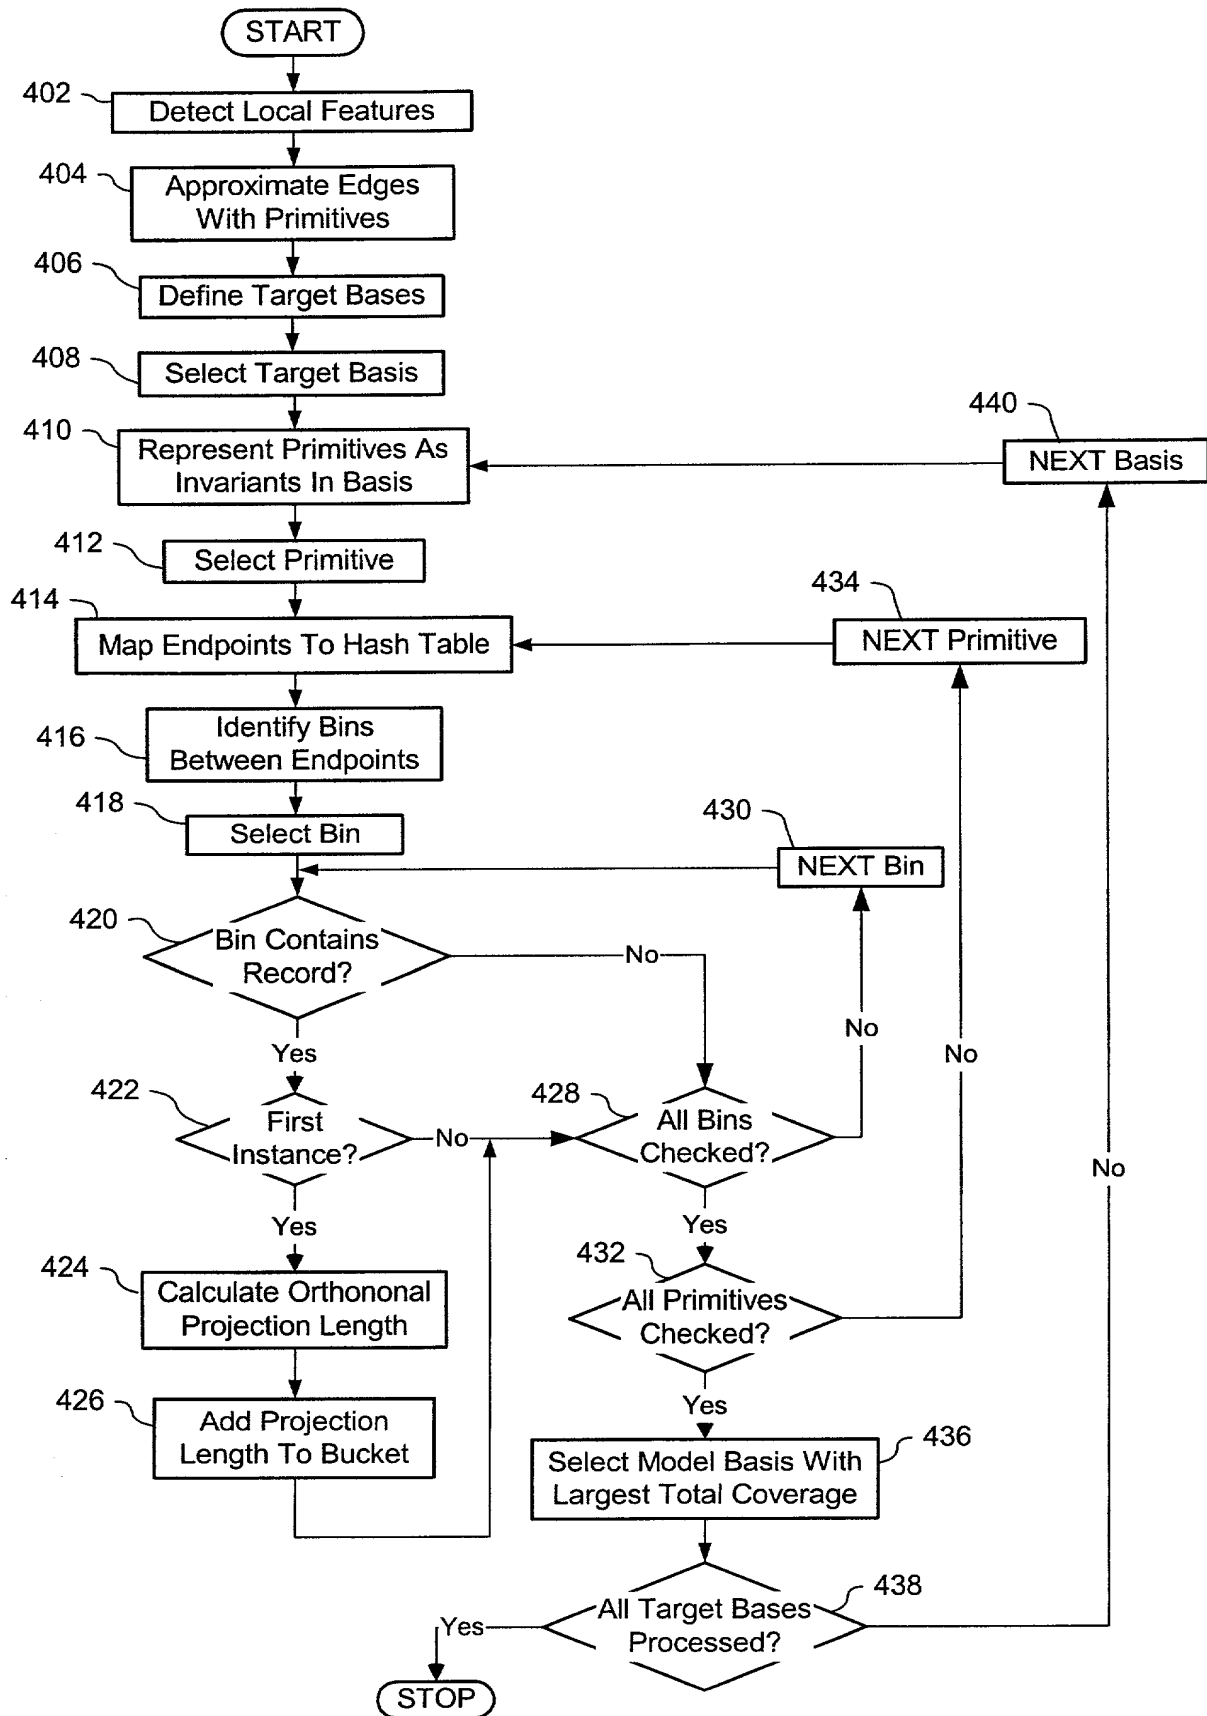 START
402
Detect Local Features
404
Approximate Edges
With Primitives
406
Define Target Bases
408
Select Target Basis
440
NEXT Basis
410
Represent Primitives As
Invariants In Basis
412
Select Primitive
434
NEXT Primitive
414
Map Endpoints To Hash Table
416
Identify Bins
Between Endpoints
418
Select Bin
430
NEXT Bin
420
Bin Contains
Record?
No
Yes
No
No
No
422
First
Instance?
No
428
All Bins
Checked?
Yes
Yes
424
Calculate Orthononal
Projection Length
432
All Primitives
Checked?
Yes
426
Add Projection
Length To Bucket
436
Select Model Basis With
Largest Total Coverage
438
All Target Bases
Processed?
Yes
STOP